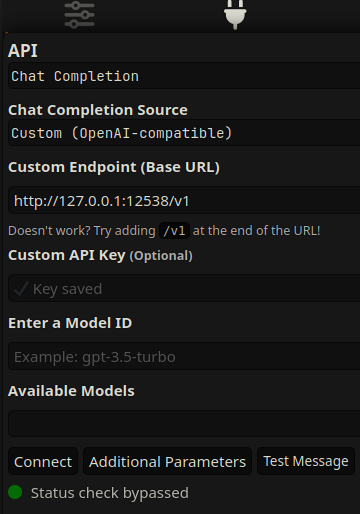 API
Chat Completion
Chat Completion Source
Custom (OpenAI-compatible)
Custom Endpoint (Base URL)
http://127.0.0.1:12538/v1
Doesn't work? Try adding /v1 at the end of the URL!
Custom API Key (Optional)
✓ Key saved
Enter a Model ID
Example: gpt-3.5-turbo
Available Models
Connect Additional Parameters Test Message
Status check bypassed